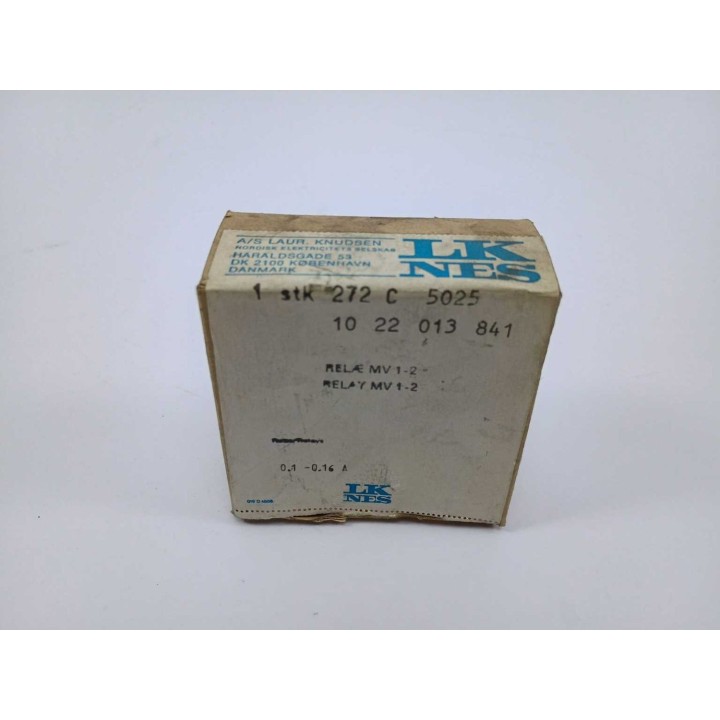 A/S LAUR. KNUDSEN
NORDISK ELEKTRICITETS SELSKAB
HARALDSGADE 53
DK 2100 KØBENHAVN
DANMARK
LK
NES
1 stk 272 C 5025
10 22 013 841
RELÆ MV 1-2
RELAY MV 1-2
0.1 -0.16 A
LK
NES